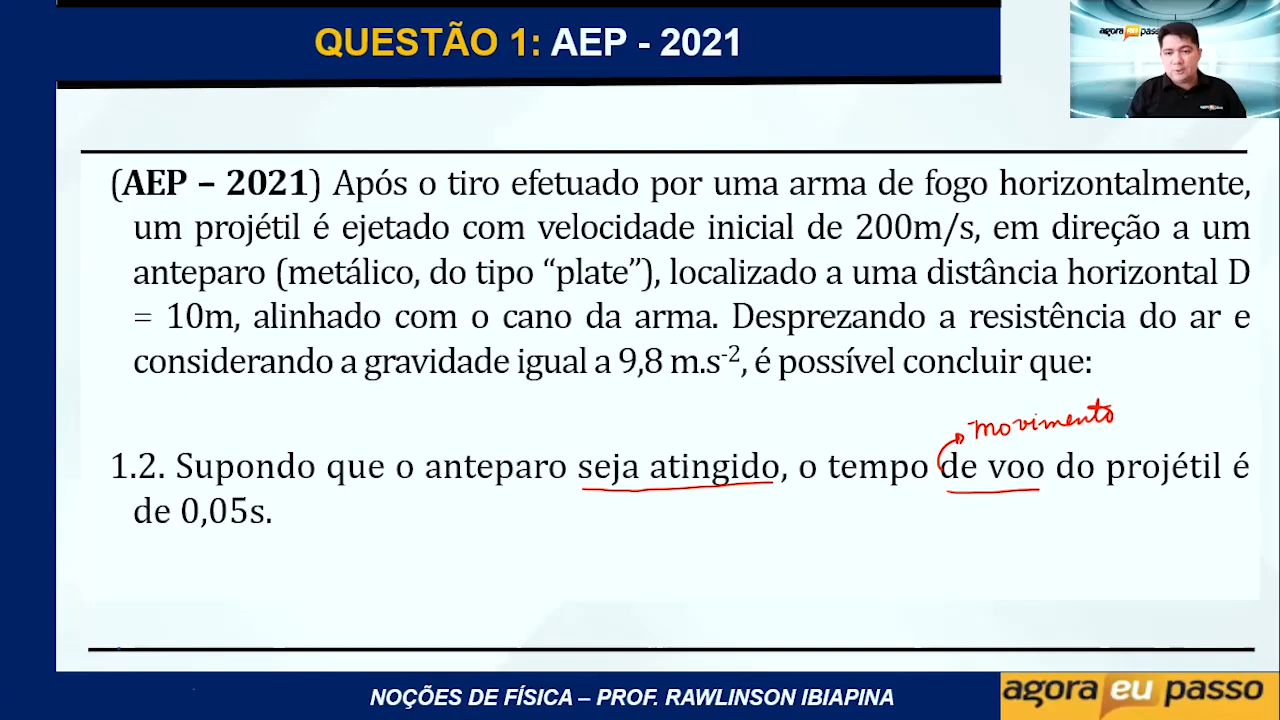 QUESTÃO 1: AEP - 2021
agora eu passo
(AEP – 2021) Após o tiro efetuado por uma arma de fogo horizontalmente,
um projétil é ejetado com velocidade inicial de 200m/s, em direção a um
anteparo (metálico, do tipo “plate”), localizado a uma distância horizontal D
= 10m, alinhado com o cano da arma. Desprezando a resistência do ar e
considerando a gravidade igual a 9,8 m.s⁻², é possível concluir que:
movimento
1.2. Supondo que o anteparo seja atingido, o tempo de voo do projétil é
de 0,05s.
NOÇÕES DE FÍSICA – PROF. RAWLINSON IBIAPINA
agora eu passo